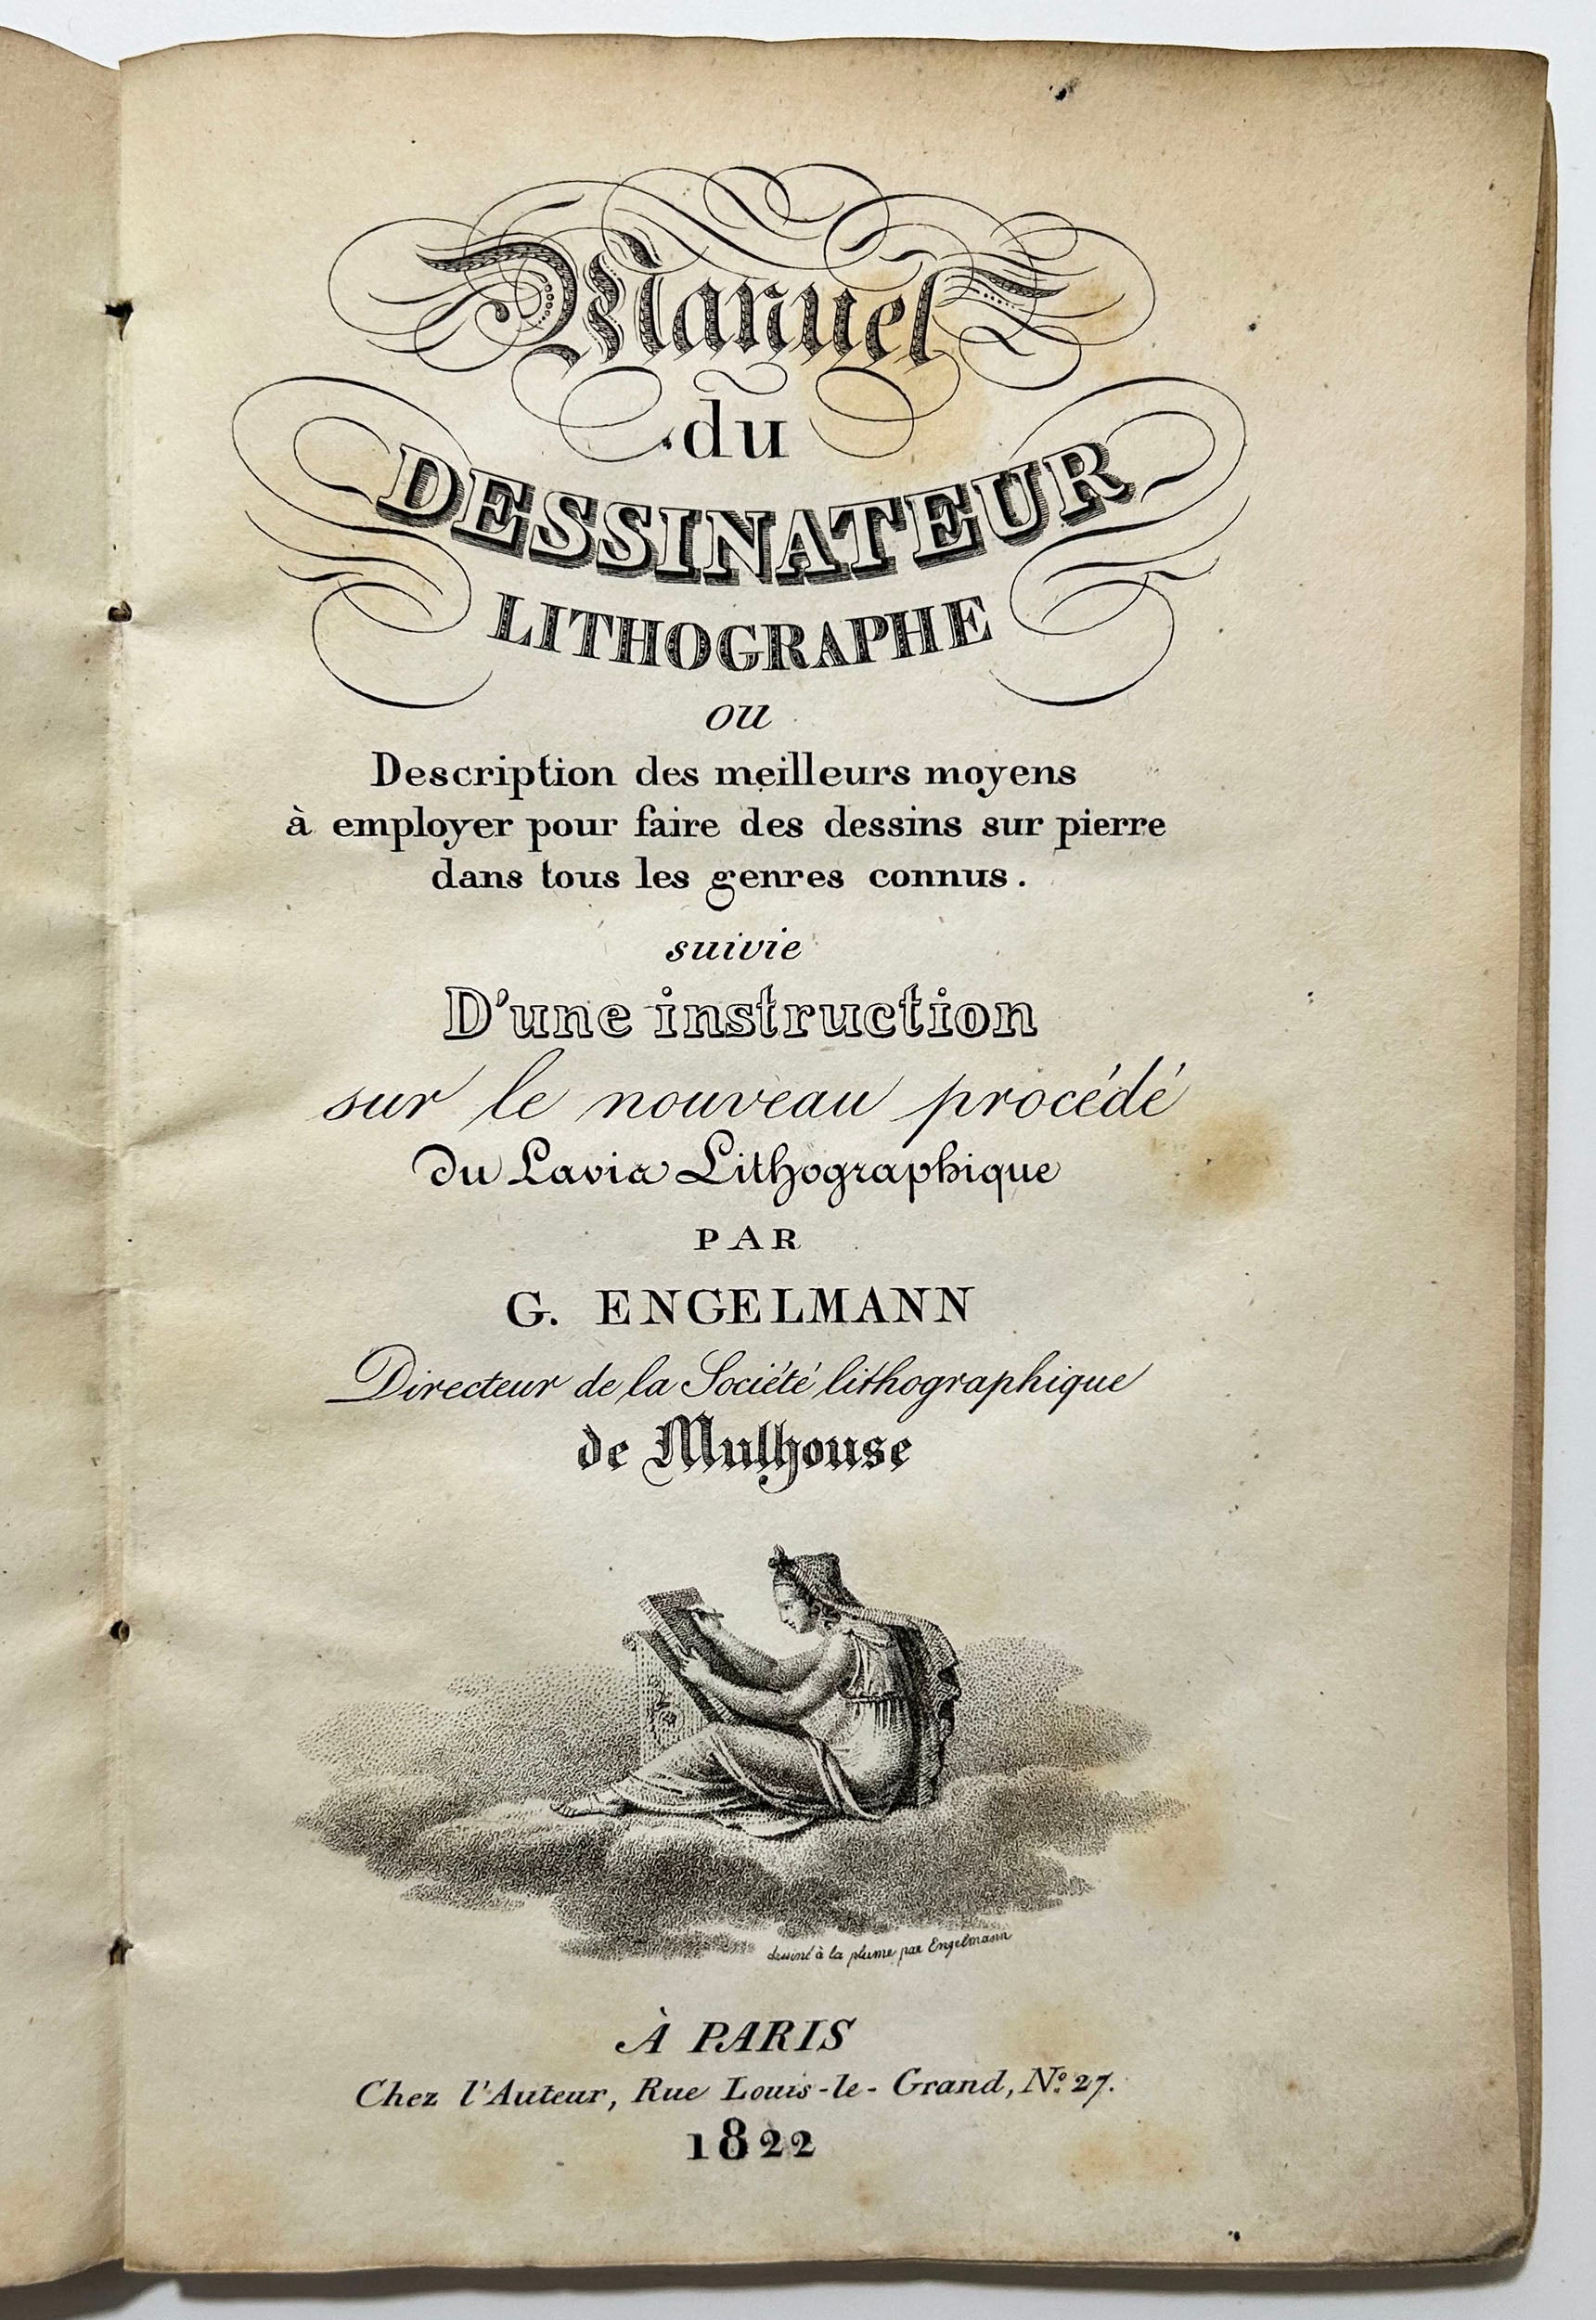 Manuel
du
DESSINATEUR
LITHOGRAPHE
ou
Description des meilleurs moyens
à employer pour faire des dessins sur pierre
dans tous les genres connus.
suivie
D'une instruction
sur le nouveau procédé
du Lavis Lithographique
PAR
G. ENGELMANN
Directeur de la Société lithographique
de Mulhouse
dessiné à la plume par Engelmann
À PARIS
Chez l'Auteur, Rue Louis-le-Grand, Nº 27.
1822